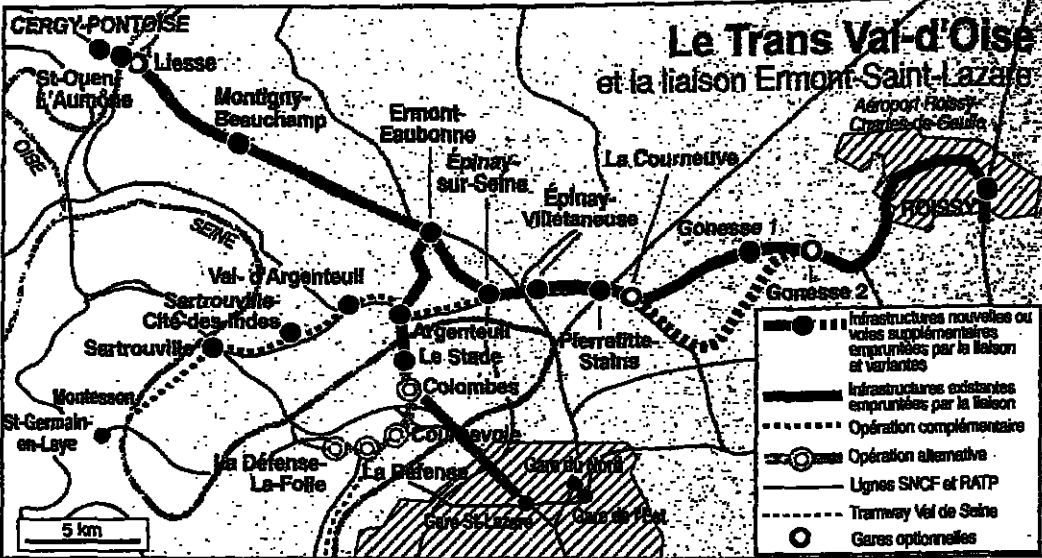 Le Trans Val-d'Oise
et la liaison Ermont-Saint-Lazare
CERGY-PONTOISE
Liesse
St-Ouen
L'Aumône
OISE
Montigny-
Beauchamp
Ermont-
Eaubonne
Épinay-
sur-Seine
Épinay-
Villetaneuse
La Courneuve
Aéroport Roissy-
Charles-de-Gaulle
ROISSY
Gonesse 1
Gonesse 2
SEINE
Val-d'Argenteuil
Sartrouville-
Cité-des-Indes
Sartrouville
Argenteuil
Pierrefitte-
Stains
Le Stade
Colombes
Montesson
St-Germain-
en-Laye
Courbevoie
La Défense-
La-Folie
La Défense
Gare du Nord
Gare St-Lazare
Gare de l'Est
5 km
Infrastructures nouvelles ou
voies supplémentaires
empruntées par la liaison
et variantes
Infrastructures existantes
empruntées par la liaison
Opération complémentaire
Opération alternative
Lignes SNCF et RATP
Tramway Val de Seine
Gares optionnelles